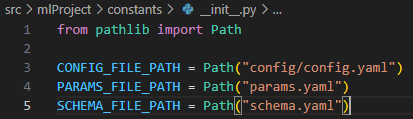 src > mlProject > constants > __init__.py > ...
1 from pathlib import Path
2
3 CONFIG_FILE_PATH = Path("config/config.yaml")
4 PARAMS_FILE_PATH = Path("params.yaml")
5 SCHEMA_FILE_PATH = Path("schema.yaml")